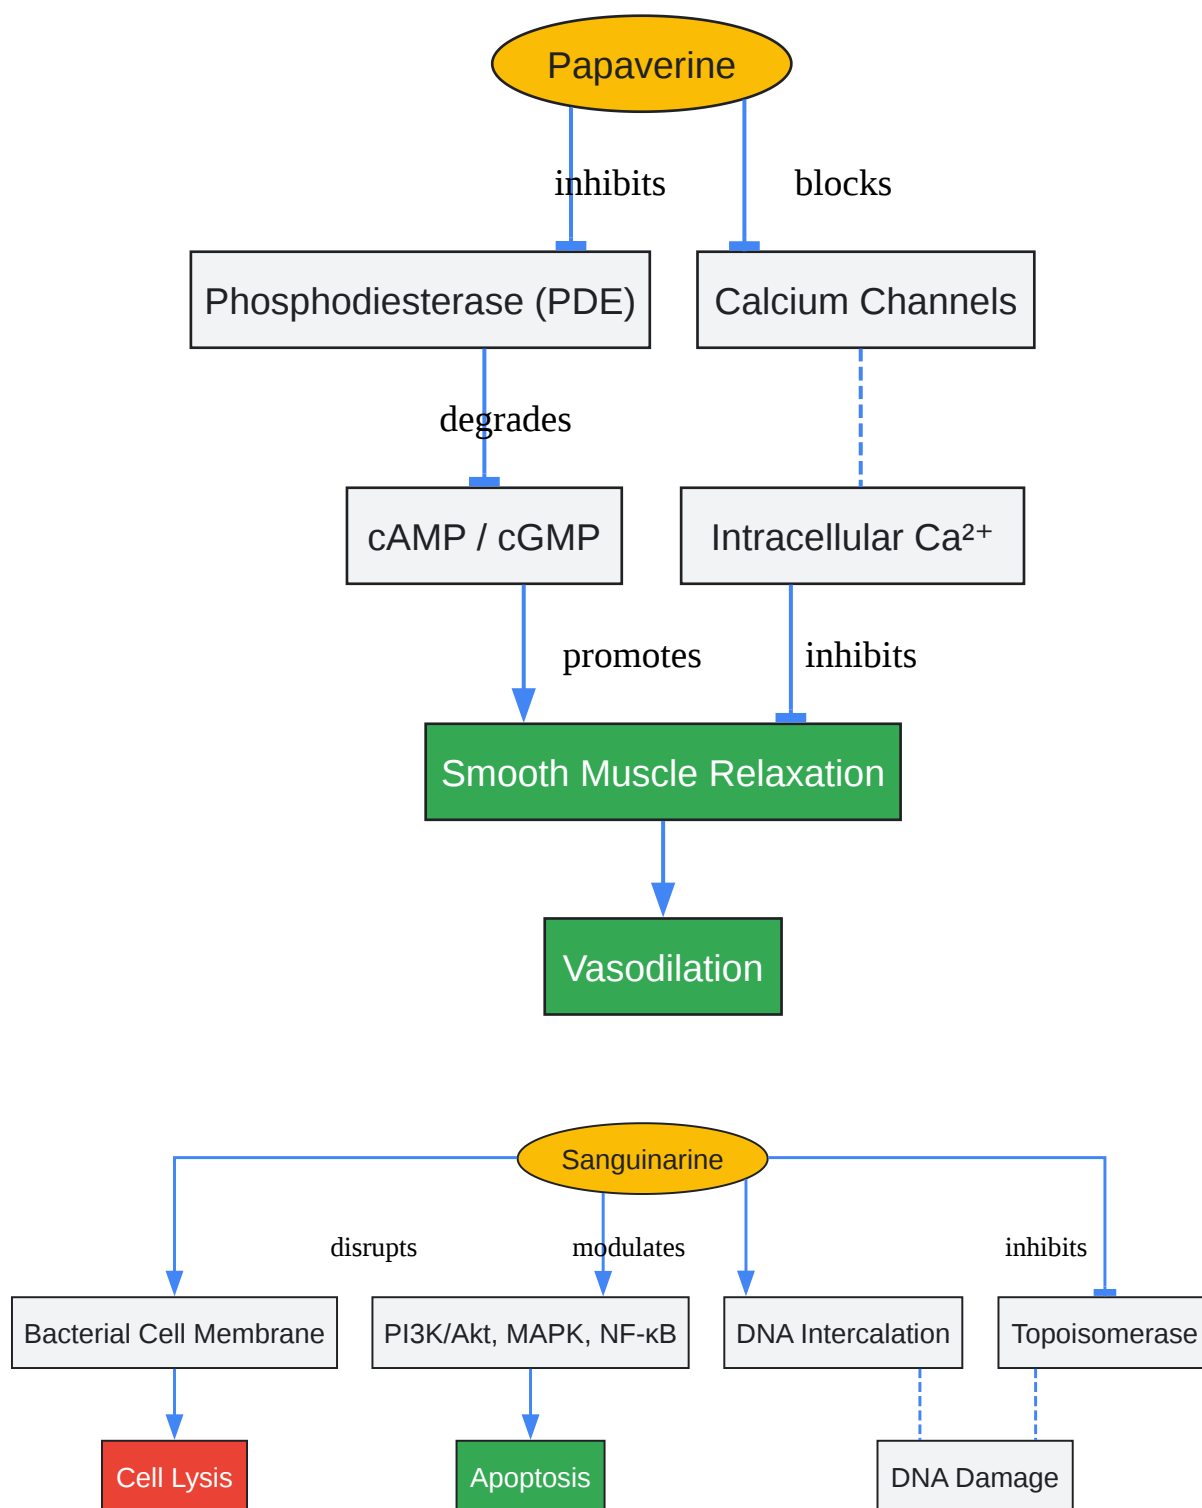 Papaverine
inhibits
blocks
Phosphodiesterase (PDE)
Calcium Channels
degrades
cAMP / cGMP
Intracellular Ca²⁺
promotes
inhibits
Smooth Muscle Relaxation
Vasodilation
Sanguinarine
disrupts
modulates
inhibits
Bacterial Cell Membrane
PI3K/Akt, MAPK, NF-κB
DNA Intercalation
Topoisomerase
Cell Lysis
Apoptosis
DNA Damage